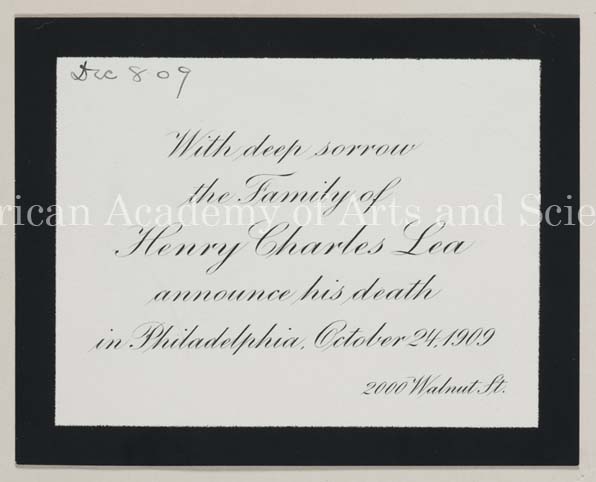 Dec 8 09
With deep sorrow
the Family of
rican Academy of Arts and Scie
Henry Charles Lea
announce his death
in Philadelphia, October 24, 1909
2000 Walnut St.